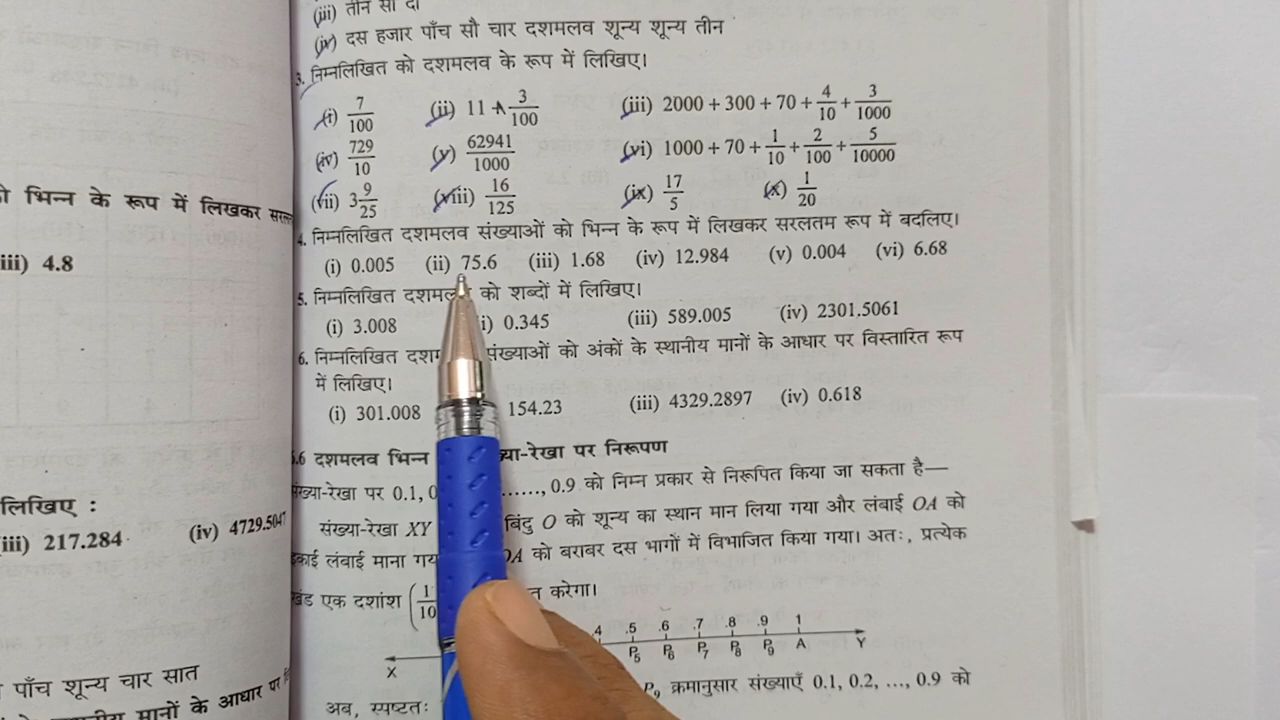 (iii) तीन सौ दो
(iv) दस हजार पाँच सौ चार दशमलव शून्य शून्य तीन
3. निम्नलिखित को दशमलव के रूप में लिखिए।
(i) 7/100 (ii) 11 + 3/100 (iii) 2000 + 300 + 70 + 4/10 + 3/1000
(iv) 729/10 (v) 62941/1000 (vi) 1000 + 70 + 1/10 + 2/100 + 5/10000
(vii) 3 9/25 (viii) 16/125 (ix) 17/5 (x) 1/20
4. निम्नलिखित दशमलव संख्याओं को भिन्न के रूप में लिखकर सरलतम रूप में बदलिए।
(i) 0.005 (ii) 75.6 (iii) 1.68 (iv) 12.984 (v) 0.004 (vi) 6.68
5. निम्नलिखित को शब्दों में लिखिए।
(i) 3.008 i) 0.345 (iii) 589.005 (iv) 2301.5061
6. निम्नलिखित संख्याओं को अंकों के स्थानीय मानों के आधार पर विस्तारित रूप
में लिखिए।
(i) 301.008 154.23 (iii) 4329.2897 (iv) 0.618
.6 दशमलव भिन्न पर निरूपण
पर 0.1, 0 ......, 0.9 को निम्न प्रकार से निरूपित किया जा सकता है—
संख्या-रेखा XY बिंदु O को शून्य का स्थान मान लिया गया और लंबाई OA को
लंबाई माना OA को बराबर दस भागों में विभाजित किया गया। अतः, प्रत्येक
खंड एक दशांश (1/10 करेगा।
.4 .5 .6 .7 .8 .9 1
X P5 P6 P7 P8 P9 A Y
P9 क्रमानुसार संख्याएँ 0.1, 0.2, ..., 0.9 को
अब, स्पष्टतः
भिन्न के रूप में लिखकर
iii) 4.8
लिखिए :
iii) 217.284 (iv) 4729.5047
पाँच शून्य चार सात
मानों के आधार पर